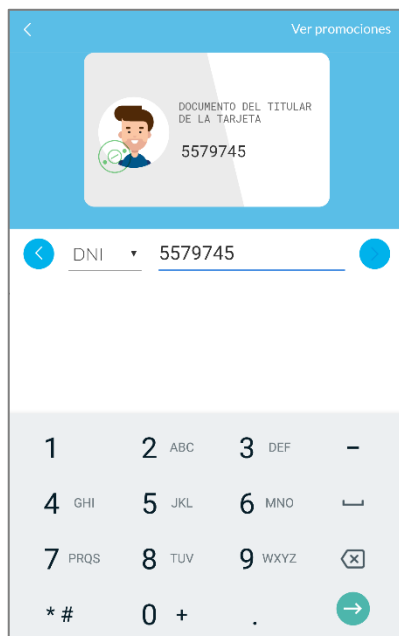 Ver promociones
DOCUMENTO DEL TITULAR
DE LA TARJETA
5579745
DNI 5579745
1 2 ABC 3 DEF -
4 GHI 5 JKL 6 MNO
7 PRQS 8 TUV 9 WXYZ
* # 0 + .